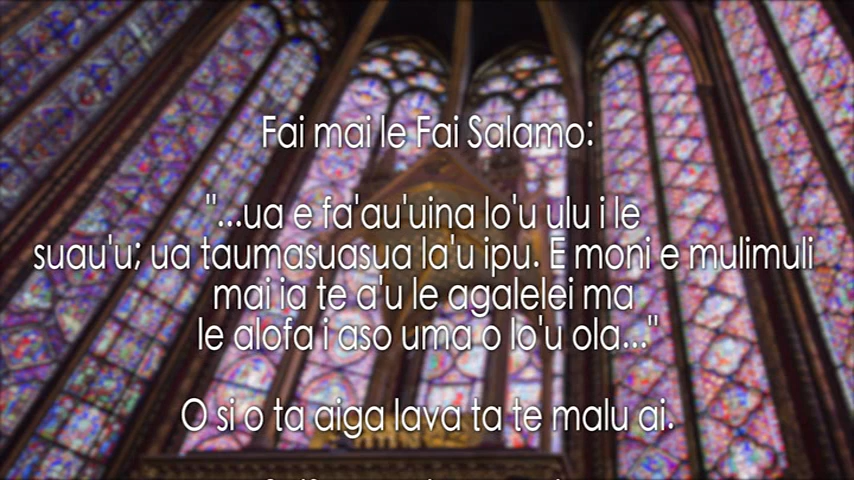 Fai mai le Fai Salamo:
"...ua e fa'au'uina lo'u ulu i le
suau'u; ua taumasuasua la'u ipu. E moni e mulimuli
mai ia te a'u le agalelei ma
le alofa i aso uma o lo'u ola..."
O si o ta aiga lava ta te malu ai.